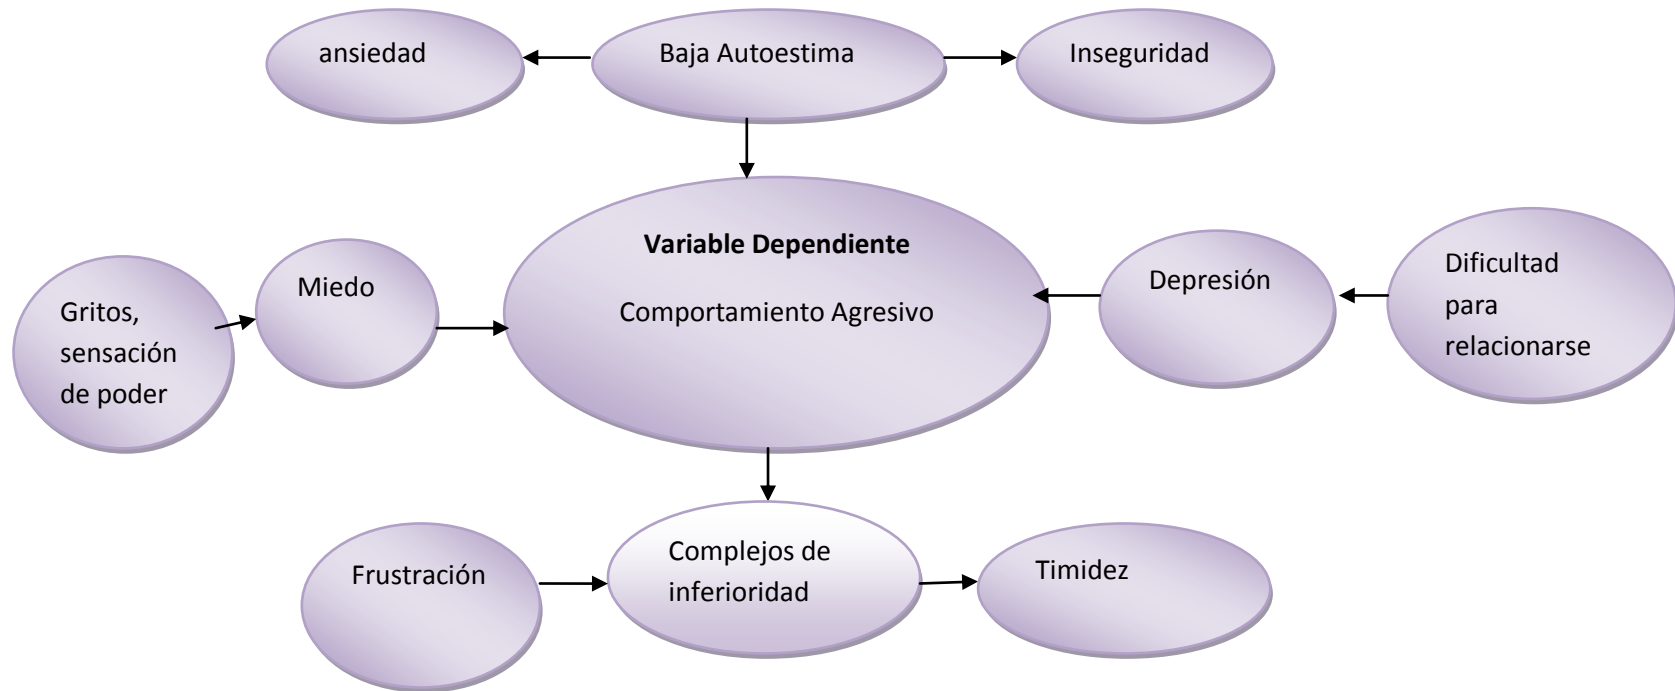 ansiedad
Baja Autoestima
Inseguridad
Variable Dependiente
Comportamiento Agresivo
Gritos,
sensación
de poder
Miedo
Depresión
Dificultad
para
relacionarse
Frustración
Complejos de
inferioridad
Timidez